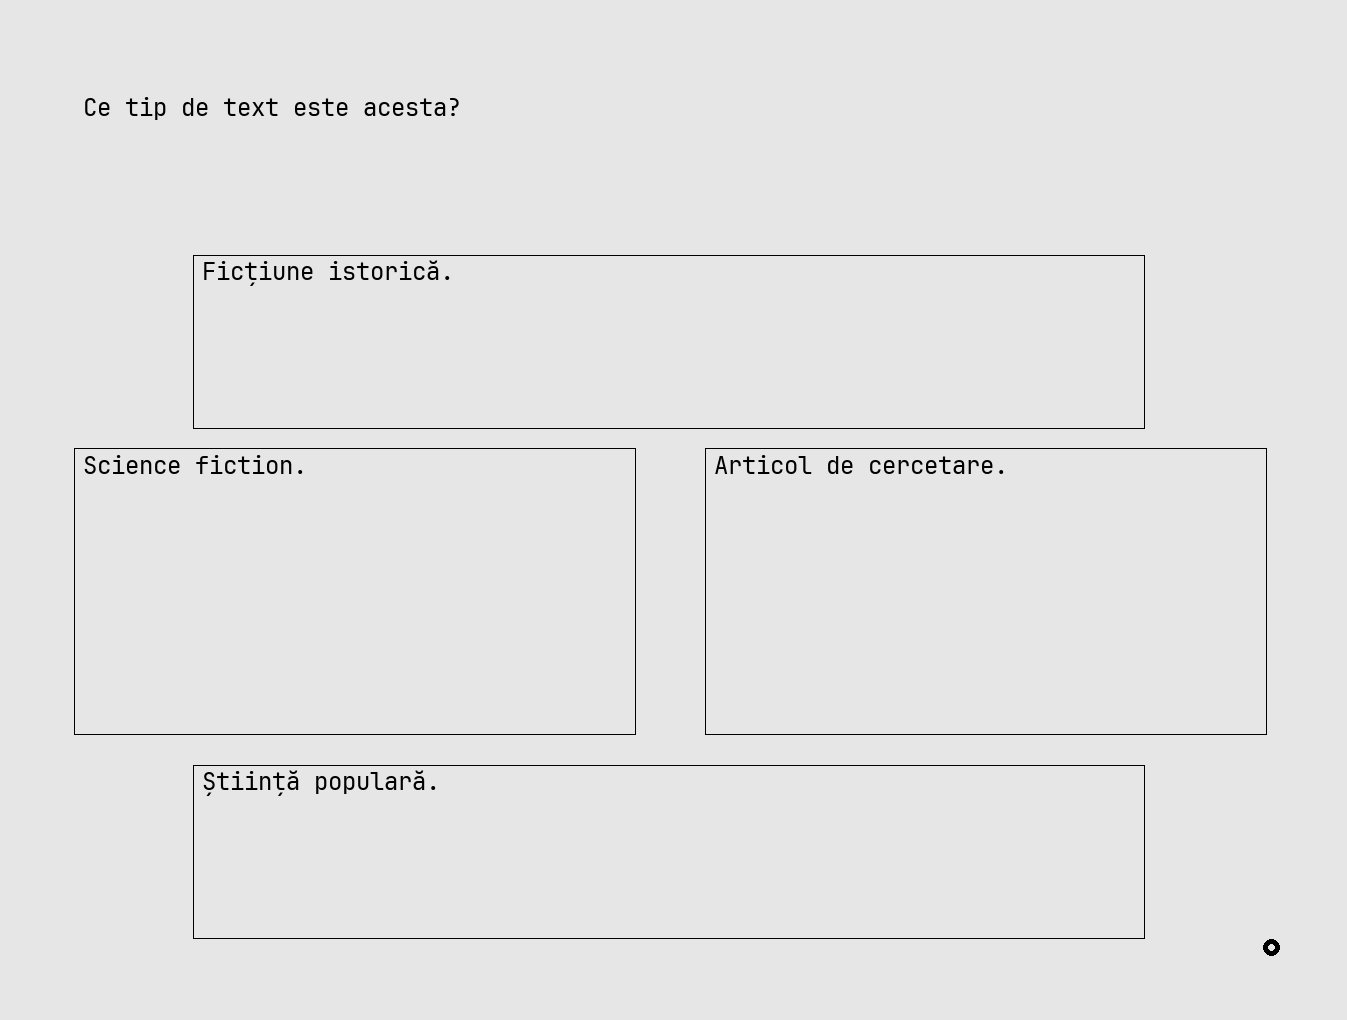 Ce tip de text este acesta?
Ficțiune istorică.
Science fiction.
Articol de cercetare.
Știință populară.